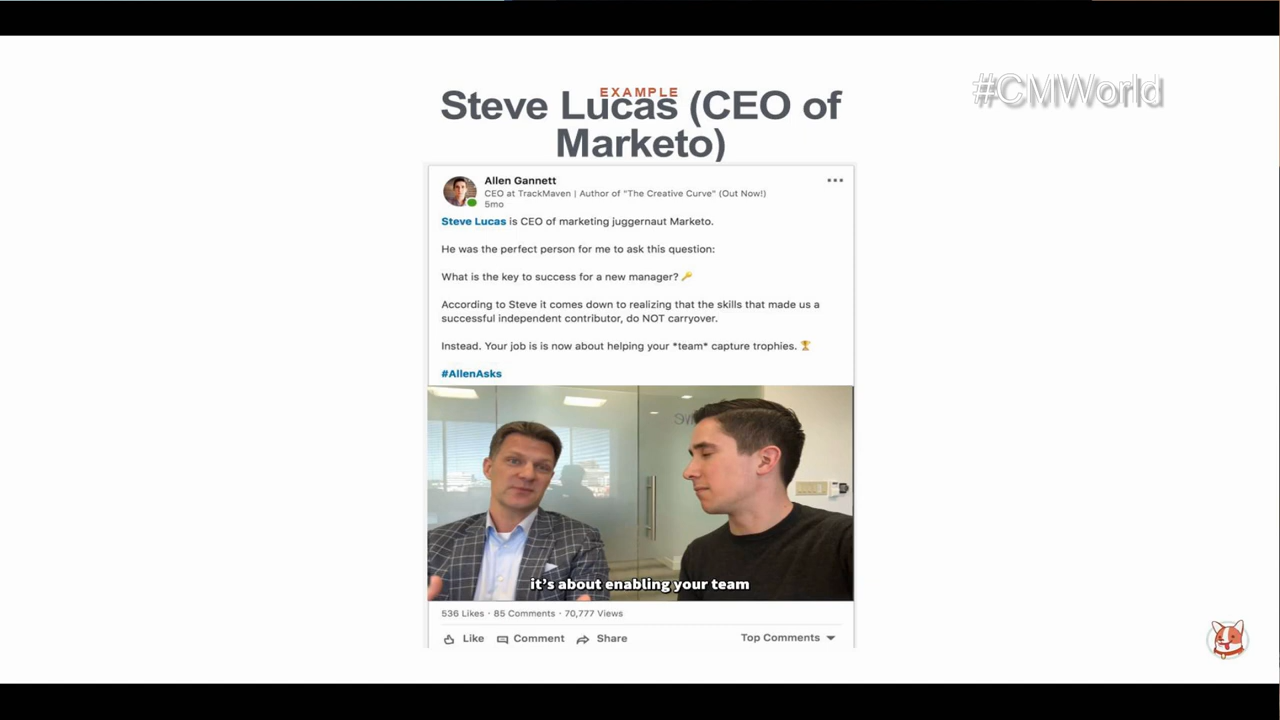 #CMWorld
EXAMPLE
Steve Lucas (CEO of
Marketo)
Allen Gannett
CEO at TrackMaven | Author of "The Creative Curve" (Out Now!)
5mo
Steve Lucas is CEO of marketing juggernaut Marketo.
He was the perfect person for me to ask this question:
What is the key to success for a new manager?🔑
According to Steve it comes down to realizing that the skills that made us a
successful independent contributor, do NOT carryover.
Instead. Your job is is now about helping your *team* capture trophies. 🏆
#AllenAsks
it's about enabling your team
536 Likes · 85 Comments · 70,777 Views
Like Comment Share Top Comments